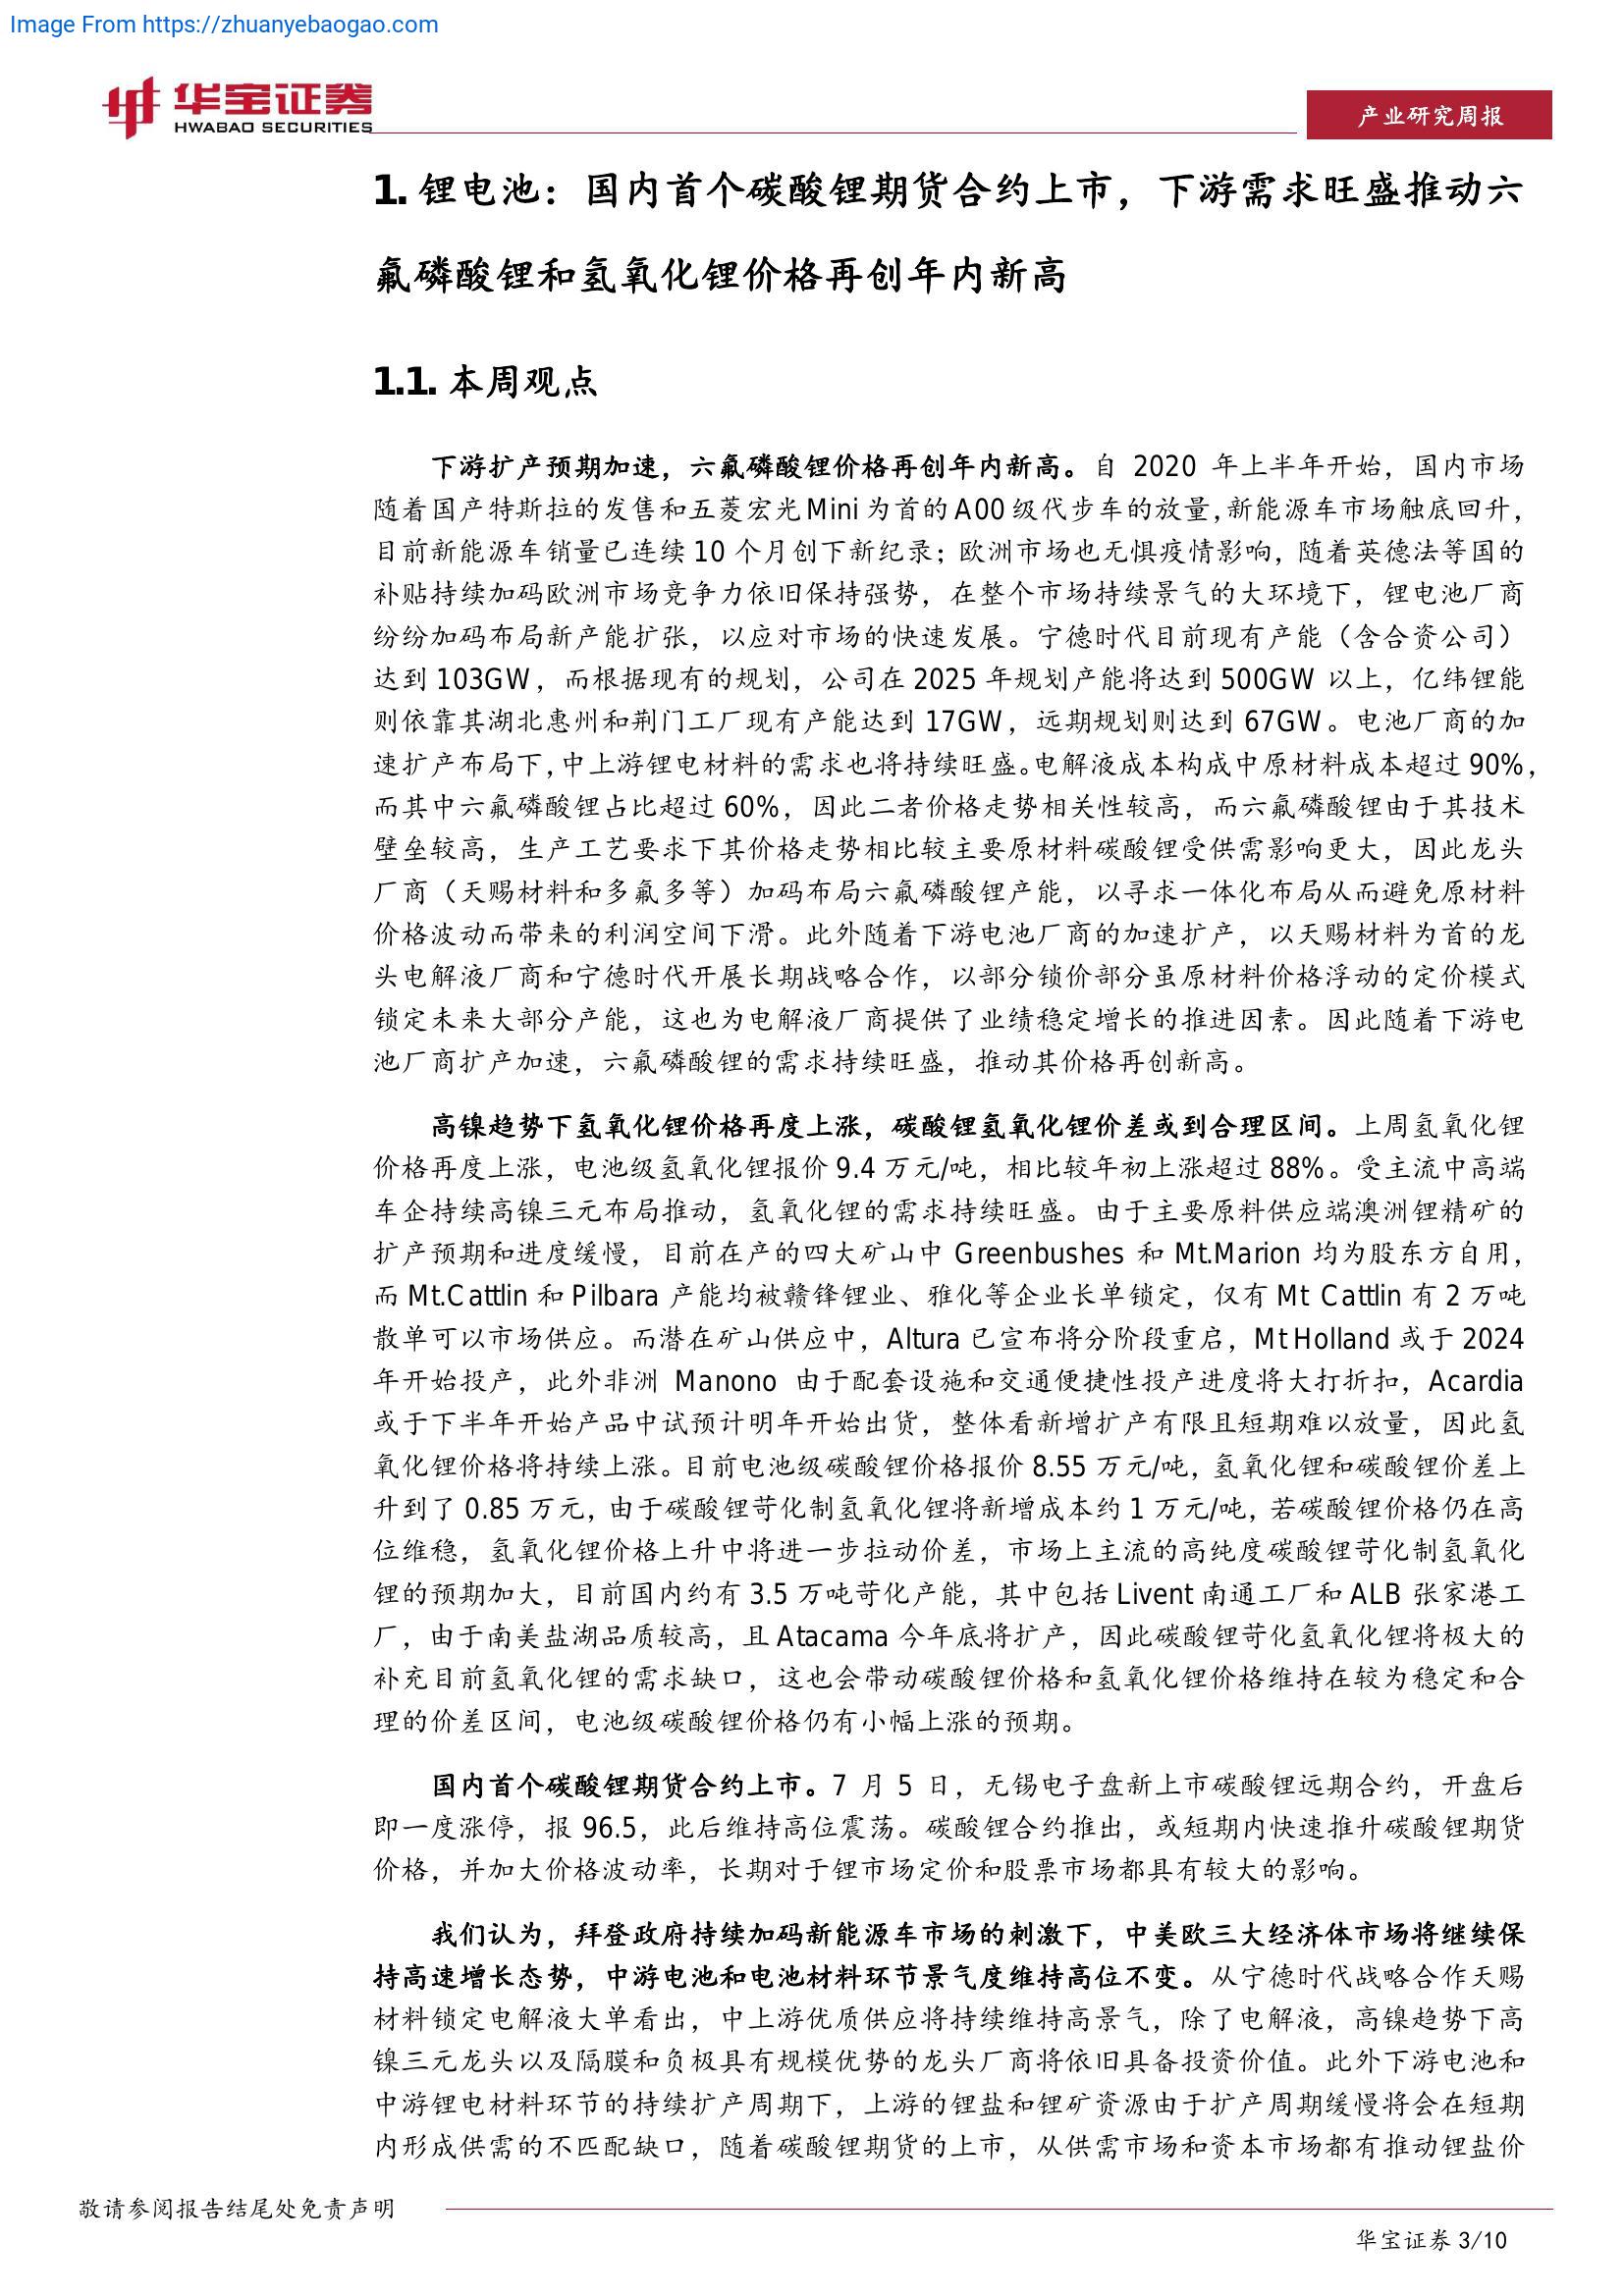 Image From https://zhuanyebaogao.com
华宝证券
HWABAO SECURITIES
产业研究周报
1. 锂电池：国内首个碳酸锂期货合约上市，下游需求旺盛推动六
氟磷酸锂和氢氧化锂价格再创年内新高
1.1. 本周观点
下游扩产预期加速，六氟磷酸锂价格再创年内新高。自 2020 年上半年开始，国内市场
随着国产特斯拉的发售和五菱宏光 Mini 为首的 A00 级代步车的放量，新能源车市场触底回升，
目前新能源车销量已连续 10 个月创下新纪录；欧洲市场也无惧疫情影响，随着英德法等国的
补贴持续加码欧洲市场竞争力依旧保持强势，在整个市场持续景气的大环境下，锂电池厂商
纷纷加码布局新产能扩张，以应对市场的快速发展。宁德时代目前现有产能（含合资公司）
达到 103GW，而根据现有的规划，公司在 2025 年规划产能将达到 500GW 以上，亿纬锂能
则依靠其湖北惠州和荆门工厂现有产能达到 17GW，远期规划则达到 67GW。电池厂商的加
速扩产布局下，中上游锂电材料的需求也将持续旺盛。电解液成本构成中原材料成本超过 90%，
而其中六氟磷酸锂占比超过 60%，因此二者价格走势相关性较高，而六氟磷酸锂由于其技术
壁垒较高，生产工艺要求下其价格走势相比较主要原材料碳酸锂受供需影响更大，因此龙头
厂商（天赐材料和多氟多等）加码布局六氟磷酸锂产能，以寻求一体化布局从而避免原材料
价格波动而带来的利润空间下滑。此外随着下游电池厂商的加速扩产，以天赐材料为首的龙
头电解液厂商和宁德时代开展长期战略合作，以部分锁价部分虽原材料价格浮动的定价模式
锁定未来大部分产能，这也为电解液厂商提供了业绩稳定增长的推进因素。因此随着下游电
池厂商扩产加速，六氟磷酸锂的需求持续旺盛，推动其价格再创新高。
高镍趋势下氢氧化锂价格再度上涨，碳酸锂氢氧化锂价差或到合理区间。上周氢氧化锂
价格再度上涨，电池级氢氧化锂报价 9.4 万元/吨，相比较年初上涨超过 88%。受主流中高端
车企持续高镍三元布局推动，氢氧化锂的需求持续旺盛。由于主要原料供应端澳洲锂精矿的
扩产预期和进度缓慢，目前在产的四大矿山中 Greenbushes 和 Mt.Marion 均为股东方自用，
而 Mt.Cattlin 和 Pilbara 产能均被赣锋锂业、雅化等企业长单锁定，仅有 Mt Cattlin 有 2 万吨
散单可以市场供应。而潜在矿山供应中，Altura 已宣布将分阶段重启，Mt Holland 或于 2024
年开始投产，此外非洲 Manono 由于配套设施和交通便捷性投产进度将大打折扣，Acardia
或于下半年开始产品中试预计明年开始出货，整体看新增扩产有限且短期难以放量，因此氢
氧化锂价格将持续上涨。目前电池级碳酸锂价格报价 8.55 万元/吨，氢氧化锂和碳酸锂价差上
升到了 0.85 万元，由于碳酸锂苛化制氢氧化锂将新增成本约 1 万元/吨，若碳酸锂价格仍在高
位维稳，氢氧化锂价格上升中将进一步拉动价差，市场上主流的高纯度碳酸锂苛化制氢氧化
锂的预期加大，目前国内约有 3.5 万吨苛化产能，其中包括 Livent 南通工厂和 ALB 张家港工
厂，由于南美盐湖品质较高，且 Atacama 今年底将扩产，因此碳酸锂苛化氢氧化锂将极大的
补充目前氢氧化锂的需求缺口，这也会带动碳酸锂价格和氢氧化锂价格维持在较为稳定和合
理的价差区间，电池级碳酸锂价格仍有小幅上涨的预期。
国内首个碳酸锂期货合约上市。7 月 5 日，无锡电子盘新上市碳酸锂远期合约，开盘后
即一度涨停，报 96.5，此后维持高位震荡。碳酸锂合约推出，或短期内快速推升碳酸锂期货
价格，并加大价格波动率，长期对于锂市场定价和股票市场都具有较大的影响。
我们认为，拜登政府持续加码新能源车市场的刺激下，中美欧三大经济体市场将继续保
持高速增长态势，中游电池和电池材料环节景气度维持高位不变。从宁德时代战略合作天赐
材料锁定电解液大单看出，中上游优质供应将持续维持高景气，除了电解液，高镍趋势下高
镍三元龙头以及隔膜和负极具有规模优势的龙头厂商将依旧具备投资价值。此外下游电池和
中游锂电材料环节的持续扩产周期下，上游的锂盐和锂矿资源由于扩产周期缓慢将会在短期
内形成供需的不匹配缺口，随着碳酸锂期货的上市，从供需市场和资本市场都有推动锂盐价
敬请参阅报告结尾处免责声明
华宝证券 3/10